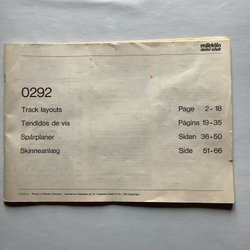 märklin
0292
Track layouts Page 2-18
Tendidos de via Página 19-35
Spårplaner Sidan 36-50
Skinneanlæg Side 51-66